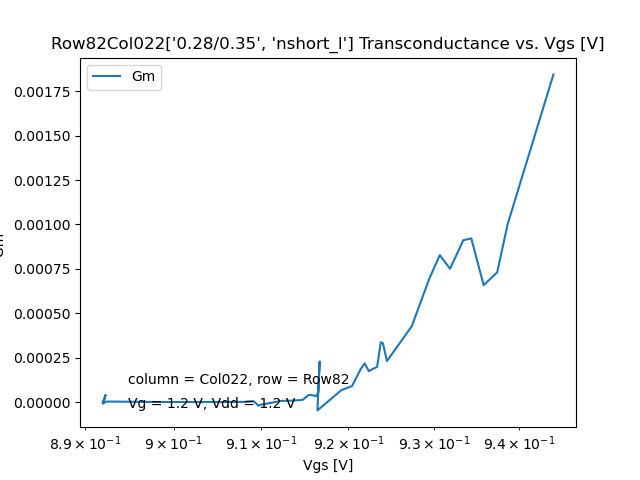 Row82Col022['0.28/0.35', 'nshort_l'] Transconductance vs. Vgs [V]
Gm
0.00175
0.00150
0.00125
0.00100
0.00075
0.00050
0.00025
0.00000
column = Col022, row = Row82
Vg = 1.2 V, Vdd = 1.2 V
8.9 × 10⁻¹ 9 × 10⁻¹ 9.1 × 10⁻¹ 9.2 × 10⁻¹ 9.3 × 10⁻¹ 9.4 × 10⁻¹
Vgs [V]